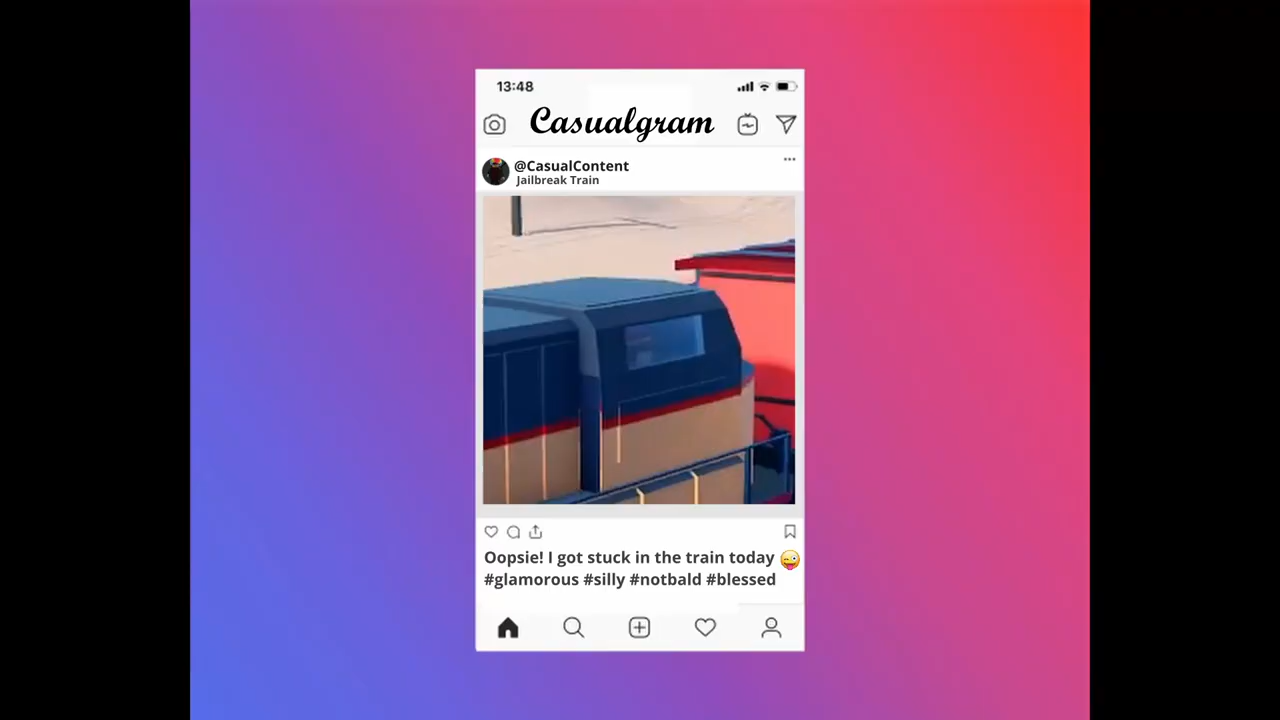 13:48
Casualgram
@CasualContent
Jailbreak Train
Oopsie! I got stuck in the train today 😜
#glamorous #silly #notbald #blessed